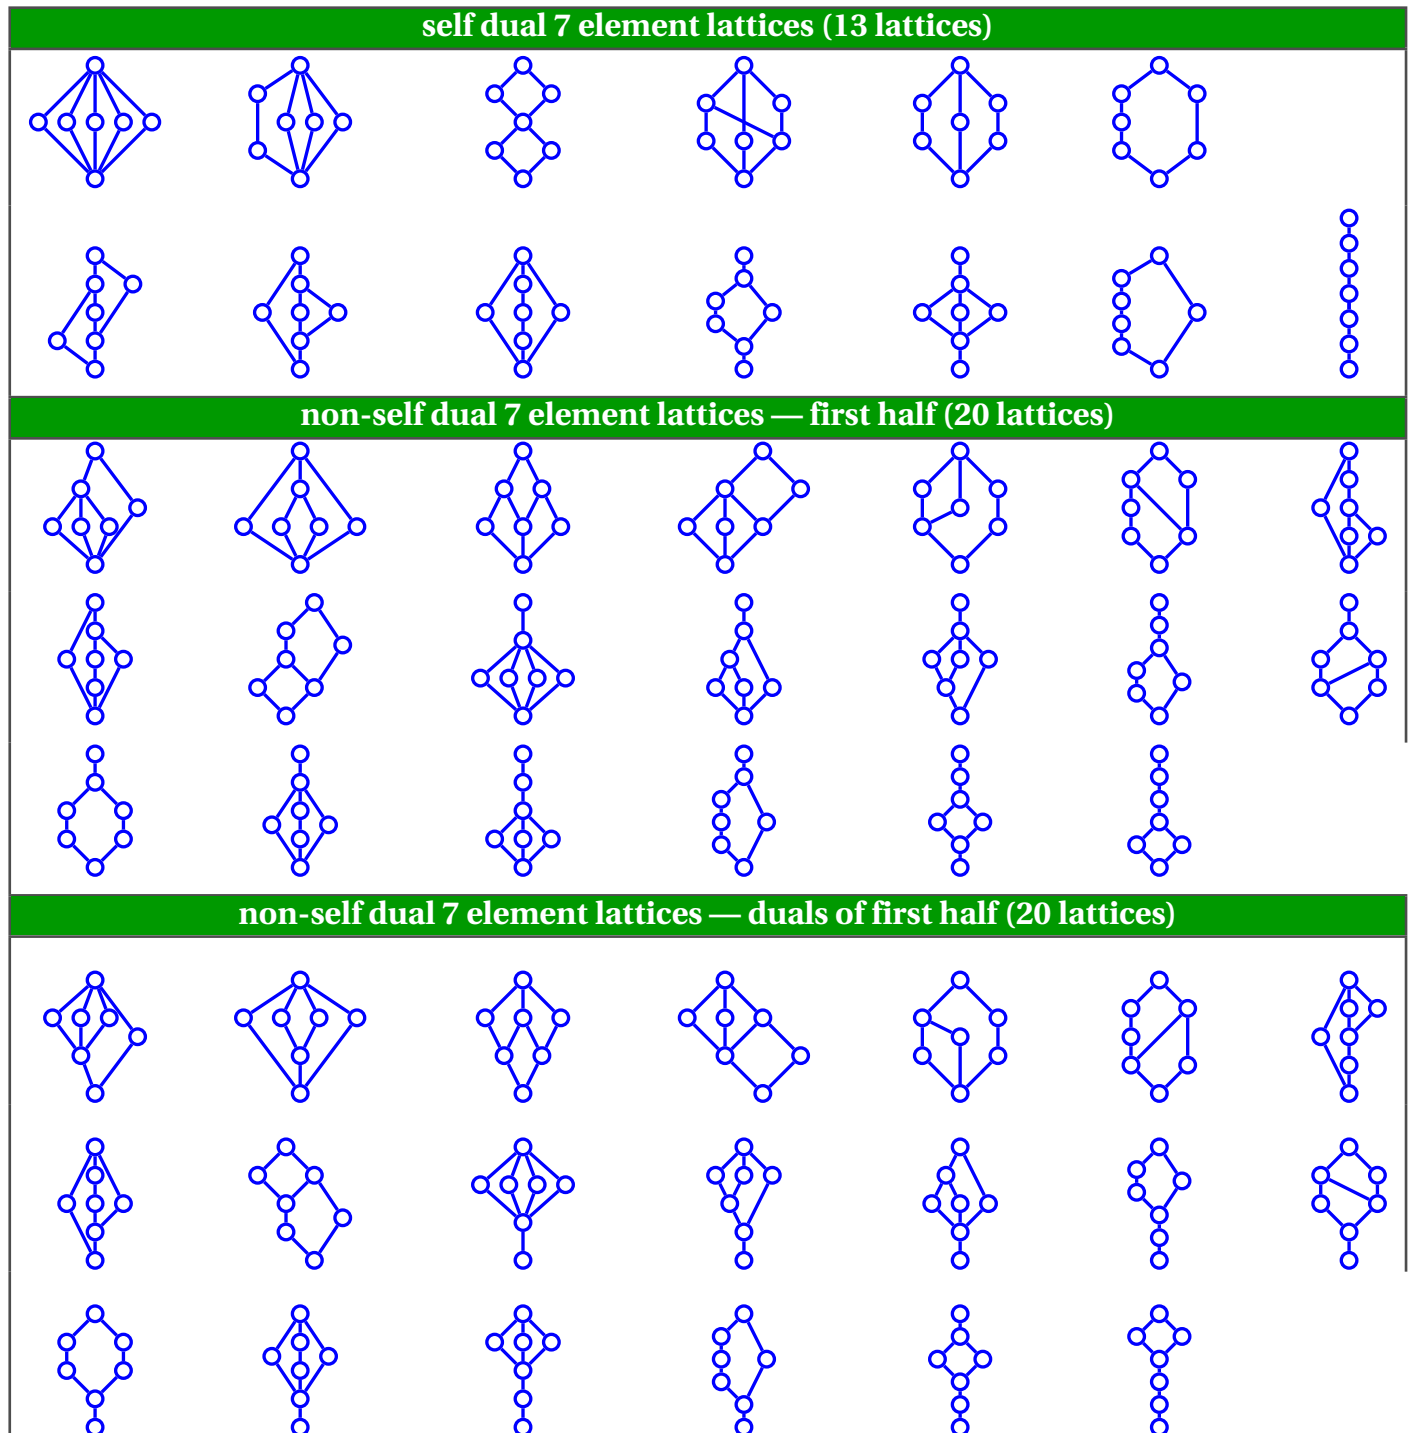 self dual 7 element lattices (13 lattices)
non-self dual 7 element lattices — first half (20 lattices)
non-self dual 7 element lattices — duals of first half (20 lattices)